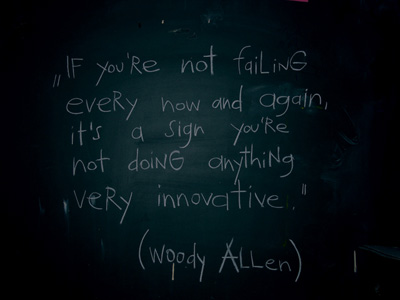 „IF you're not faiLiNG
eveRy now and again,
it's a sign you're
not doiNG anythiNg
veRy innovative."
(woody ALLen)